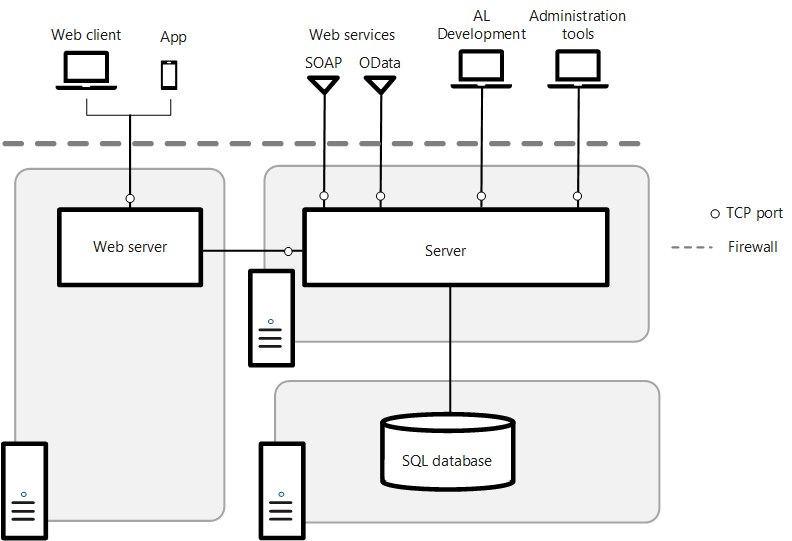 Web client
App
Web services
SOAP
OData
AL
Development
Administration
tools
TCP port
Firewall
Web server
Server
SQL database